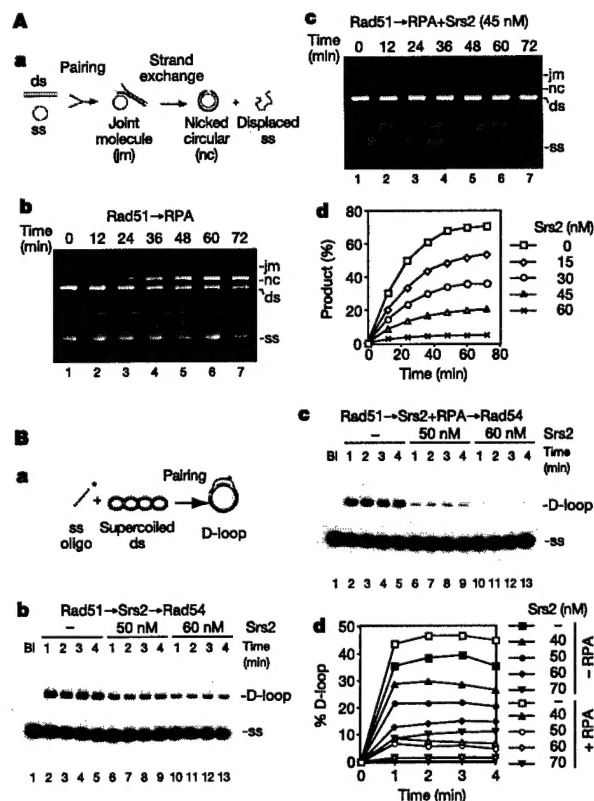 A
a
ds
ss
Pairing
Strand
exchange
Joint
molecule
(jm)
Nicked
circular
(nc)
+
Displaced
ss
b
Rad51→RPA
Time
(min)
0 12 24 36 48 60 72
-jm
-nc
ds
-ss
1 2 3 4 5 6 7
c
Rad51→RPA+Srs2 (45 nM)
Time
(min)
0 12 24 36 48 60 72
-jm
-nc
ds
-ss
1 2 3 4 5 6 7
d
Product (%)
80
60
40
20
0
0 20 40 60 80
Time (min)
Srs2 (nM)
0
15
30
45
60
B
a
*
+
ss
oligo
Supercoiled
ds
Pairing
D-loop
b
Rad51→Srs2→Rad54
– 50 nM 60 nM Srs2
Bl 1 2 3 4 1 2 3 4 1 2 3 4 Time
(min)
-D-loop
-ss
1 2 3 4 5 6 7 8 9 10 11 12 13
c
Rad51→Srs2+RPA→Rad54
– 50 nM 60 nM Srs2
Bl 1 2 3 4 1 2 3 4 1 2 3 4 Time
(min)
-D-loop
-ss
1 2 3 4 5 6 7 8 9 10 11 12 13
d
% D-loop
50
40
30
20
10
0
0 1 2 3 4
Time (min)
Srs2 (nM)
–
40
50
60
70
– RPA
–
40
50
60
70
+ RPA